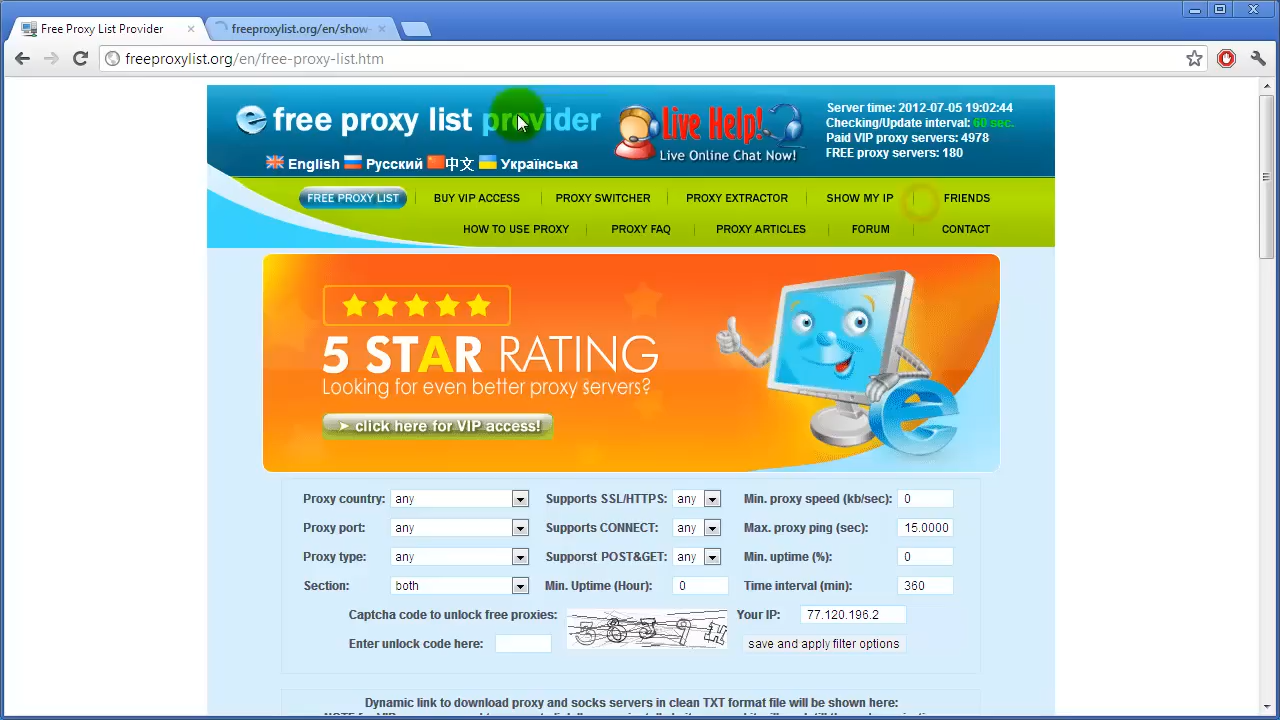 Free Proxy List Provider
freeproxylist.org/en/show-
freeproxylist.org/en/free-proxy-list.htm
free proxy list provider
English Русский 中文 Українська
Live Help!
Live Online Chat Now!
Server time: 2012-07-05 19:02:44
Checking/Update interval: 60 sec.
Paid VIP proxy servers: 4978
FREE proxy servers: 180
FREE PROXY LIST BUY VIP ACCESS PROXY SWITCHER PROXY EXTRACTOR SHOW MY IP FRIENDS
HOW TO USE PROXY PROXY FAQ PROXY ARTICLES FORUM CONTACT
5 STAR RATING
Looking for even better proxy servers?
click here for VIP access!
Proxy country: any Supports SSL/HTTPS: any Min. proxy speed (kb/sec): 0
Proxy port: any Supports CONNECT: any Max. proxy ping (sec): 15.0000
Proxy type: any Supporst POST&GET: any Min. uptime (%): 0
Section: both Min. Uptime (Hour): 0 Time interval (min): 360
Captcha code to unlock free proxies: Your IP: 77.120.196.2
Enter unlock code here: save and apply filter options
Dynamic link to download proxy and socks servers in clean TXT format file will be shown here: